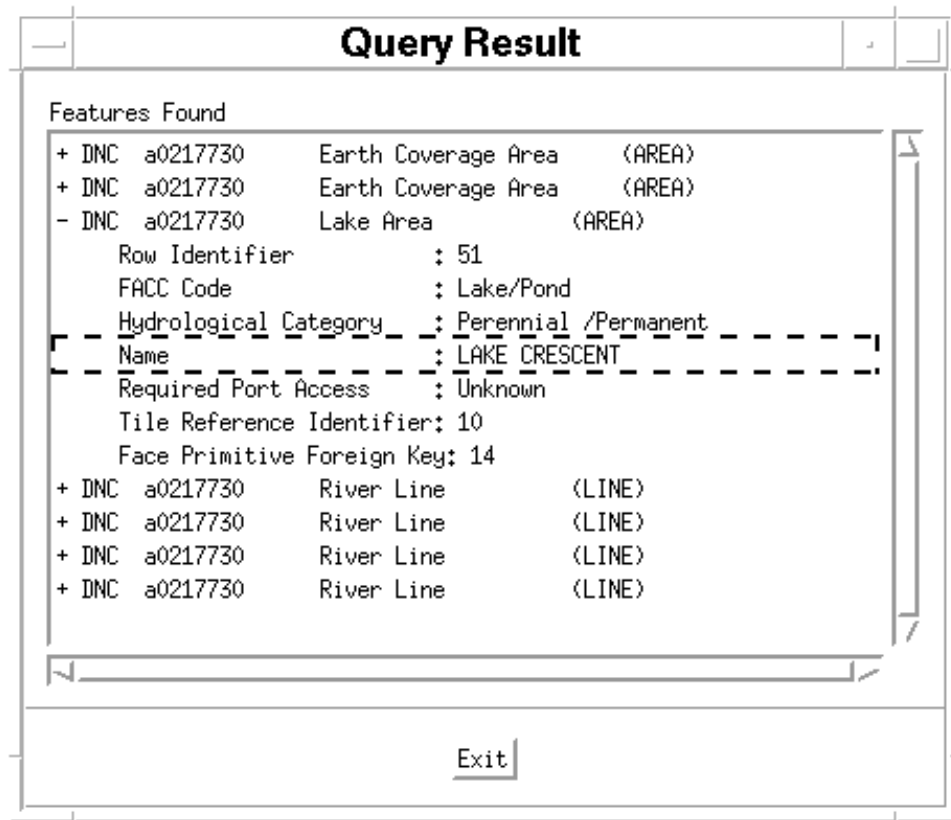 Query Result
Features Found
+ DNC a0217730 Earth Coverage Area (AREA)
+ DNC a0217730 Earth Coverage Area (AREA)
- DNC a0217730 Lake Area (AREA)
Row Identifier : 51
FACC Code : Lake/Pond
Hydrological Category : Perennial /Permanent
Name : LAKE CRESCENT
Required Port Access : Unknown
Tile Reference Identifier: 10
Face Primitive Foreign Key: 14
+ DNC a0217730 River Line (LINE)
+ DNC a0217730 River Line (LINE)
+ DNC a0217730 River Line (LINE)
+ DNC a0217730 River Line (LINE)
Exit